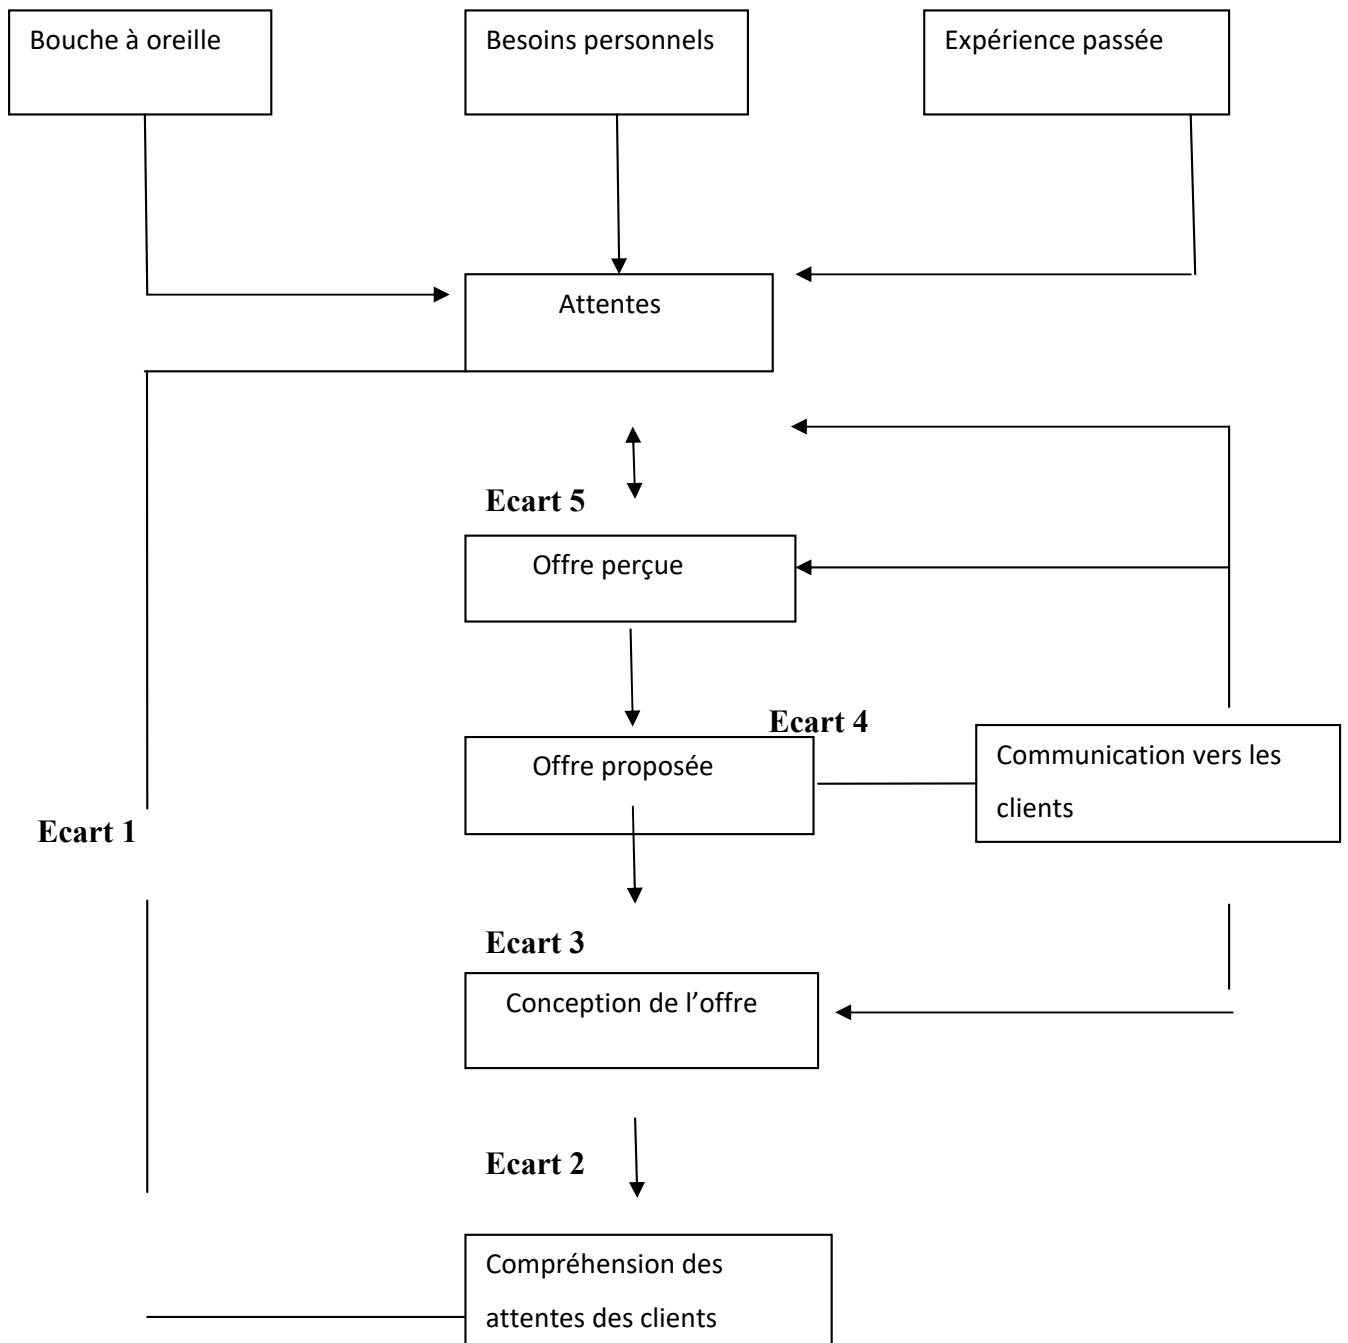 Bouche à oreille
Besoins personnels
Expérience passée
Attentes
Ecart 5
Offre perçue
Ecart 4
Offre proposée
Communication vers les
clients
Ecart 1
Ecart 3
Conception de l’offre
Ecart 2
Compréhension des
attentes des clients